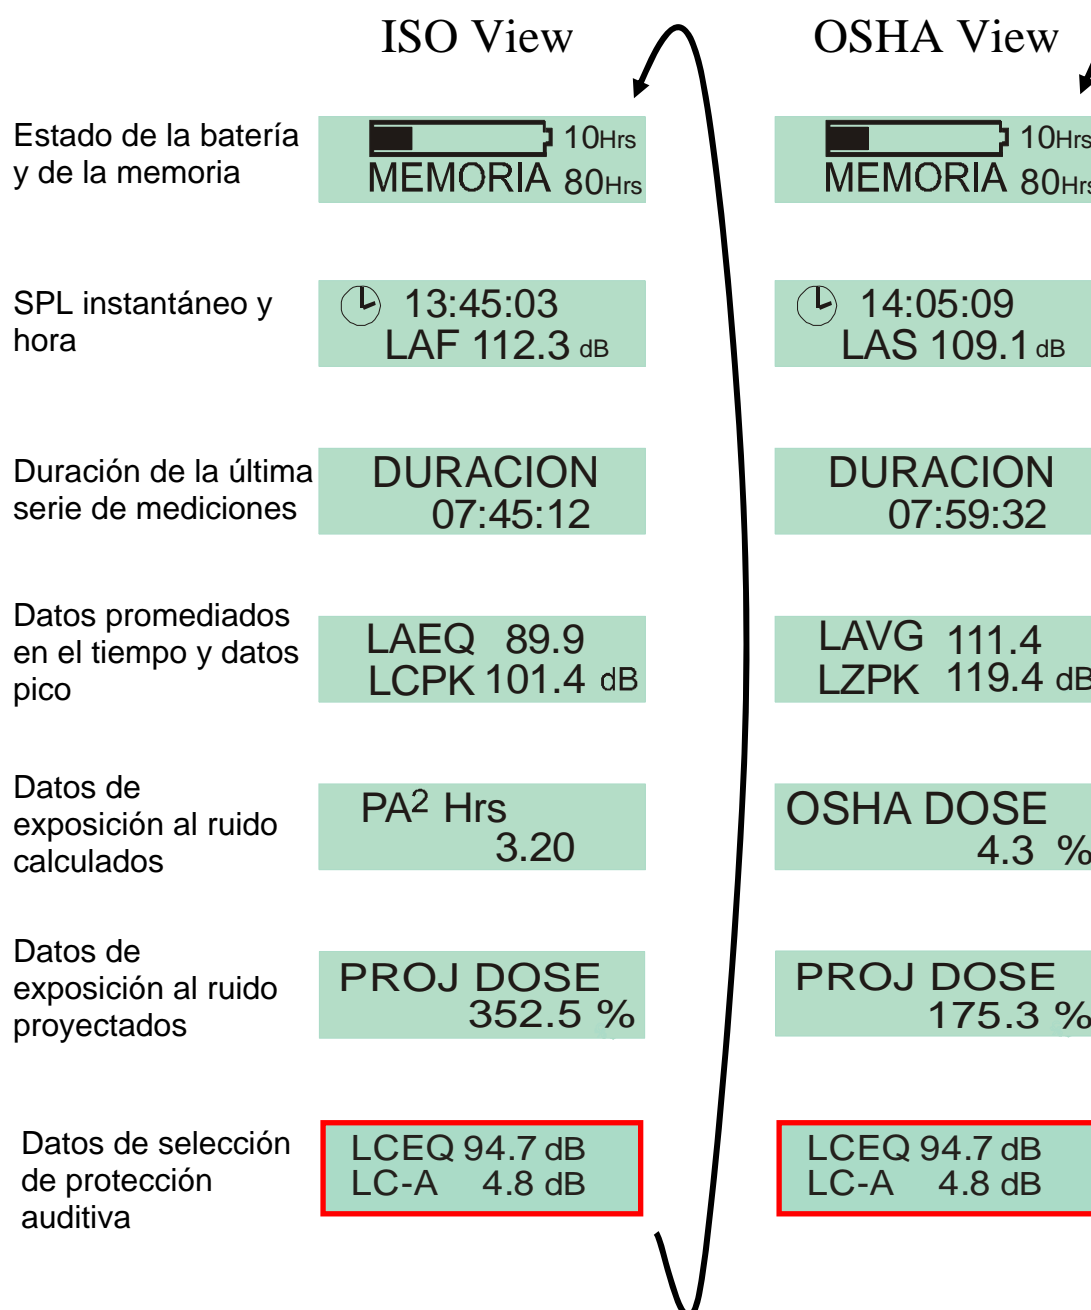 ISO View
OSHA View
Estado de la batería
y de la memoria
10Hrs
MEMORIA 80Hrs
10Hrs
MEMORIA 80Hrs
SPL instantáneo y
hora
13:45:03
LAF 112.3 dB
14:05:09
LAS 109.1 dB
Duración de la última
serie de mediciones
DURACION
07:45:12
DURACION
07:59:32
Datos promediados
en el tiempo y datos
pico
LAEQ 89.9
LCPK 101.4 dB
LAVG 111.4
LZPK 119.4 dB
Datos de
exposición al ruido
calculados
PA² Hrs
3.20
OSHA DOSE
4.3 %
Datos de
exposición al ruido
proyectados
PROJ DOSE
352.5 %
PROJ DOSE
175.3 %
Datos de selección
de protección
auditiva
LCEQ 94.7 dB
LC-A 4.8 dB
LCEQ 94.7 dB
LC-A 4.8 dB